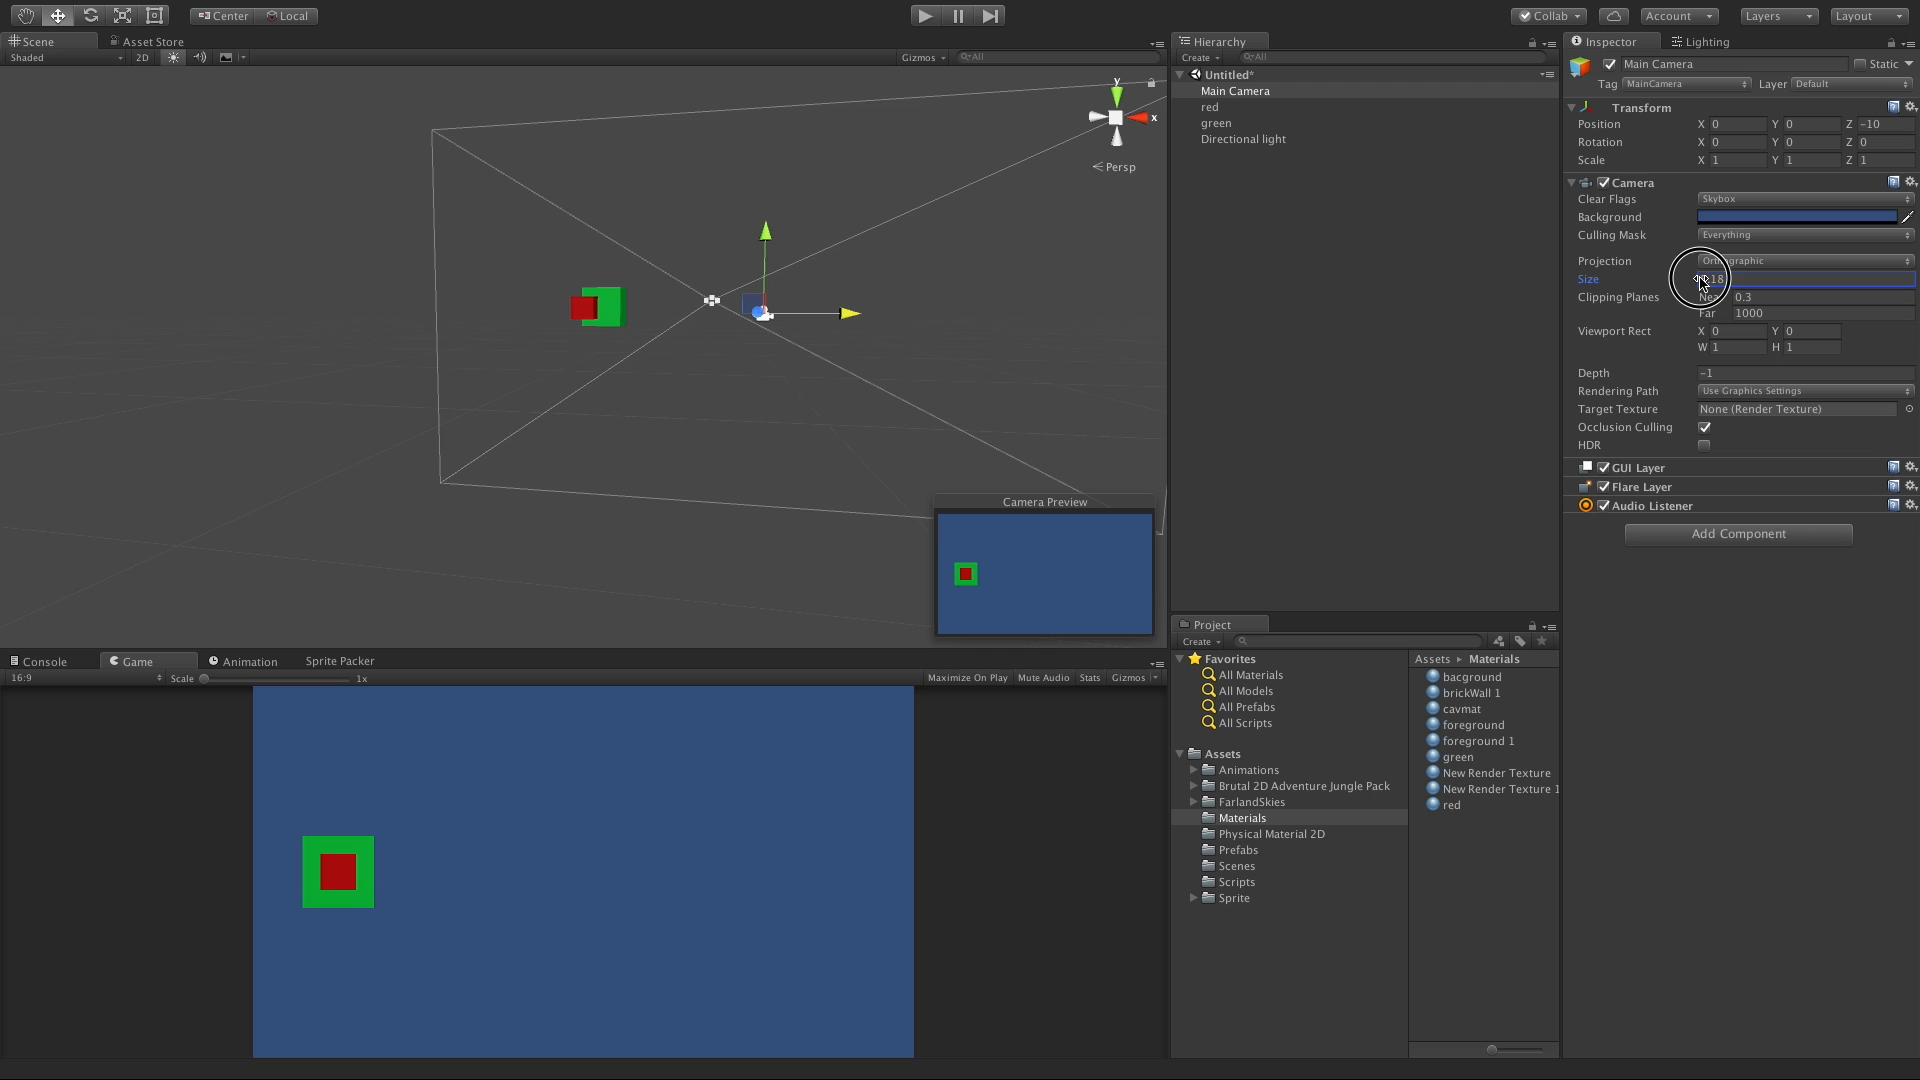 Center Local Collab Account Layers Layout
Scene Asset Store
Shaded 2D Gizmos All
y
x
Persp
Camera Preview
Console Game Animation Sprite Packer
16:9 Scale 1x Maximize On Play Mute Audio Stats Gizmos
Hierarchy
Create All
Untitled*
Main Camera
red
green
Directional light
Project
Create
Favorites
All Materials
All Models
All Prefabs
All Scripts
Assets
Animations
Brutal 2D Adventure Jungle Pack
FarlandSkies
Materials
Physical Material 2D
Prefabs
Scenes
Scripts
Sprite
Assets Materials
bacground
brickWall 1
cavmat
foreground
foreground 1
green
New Render Texture
New Render Texture 1
red
Inspector Lighting
Main Camera Static
Tag MainCamera Layer Default
Transform
Position X 0 Y 0 Z -10
Rotation X 0 Y 0 Z 0
Scale X 1 Y 1 Z 1
Camera
Clear Flags Skybox
Background
Culling Mask Everything
Projection Orthographic
Size
Clipping Planes Near 0.3
Far 1000
Viewport Rect X 0 Y 0
W 1 H 1
Depth -1
Rendering Path Use Graphics Settings
Target Texture None (Render Texture)
Occlusion Culling
HDR
GUI Layer
Flare Layer
Audio Listener
Add Component